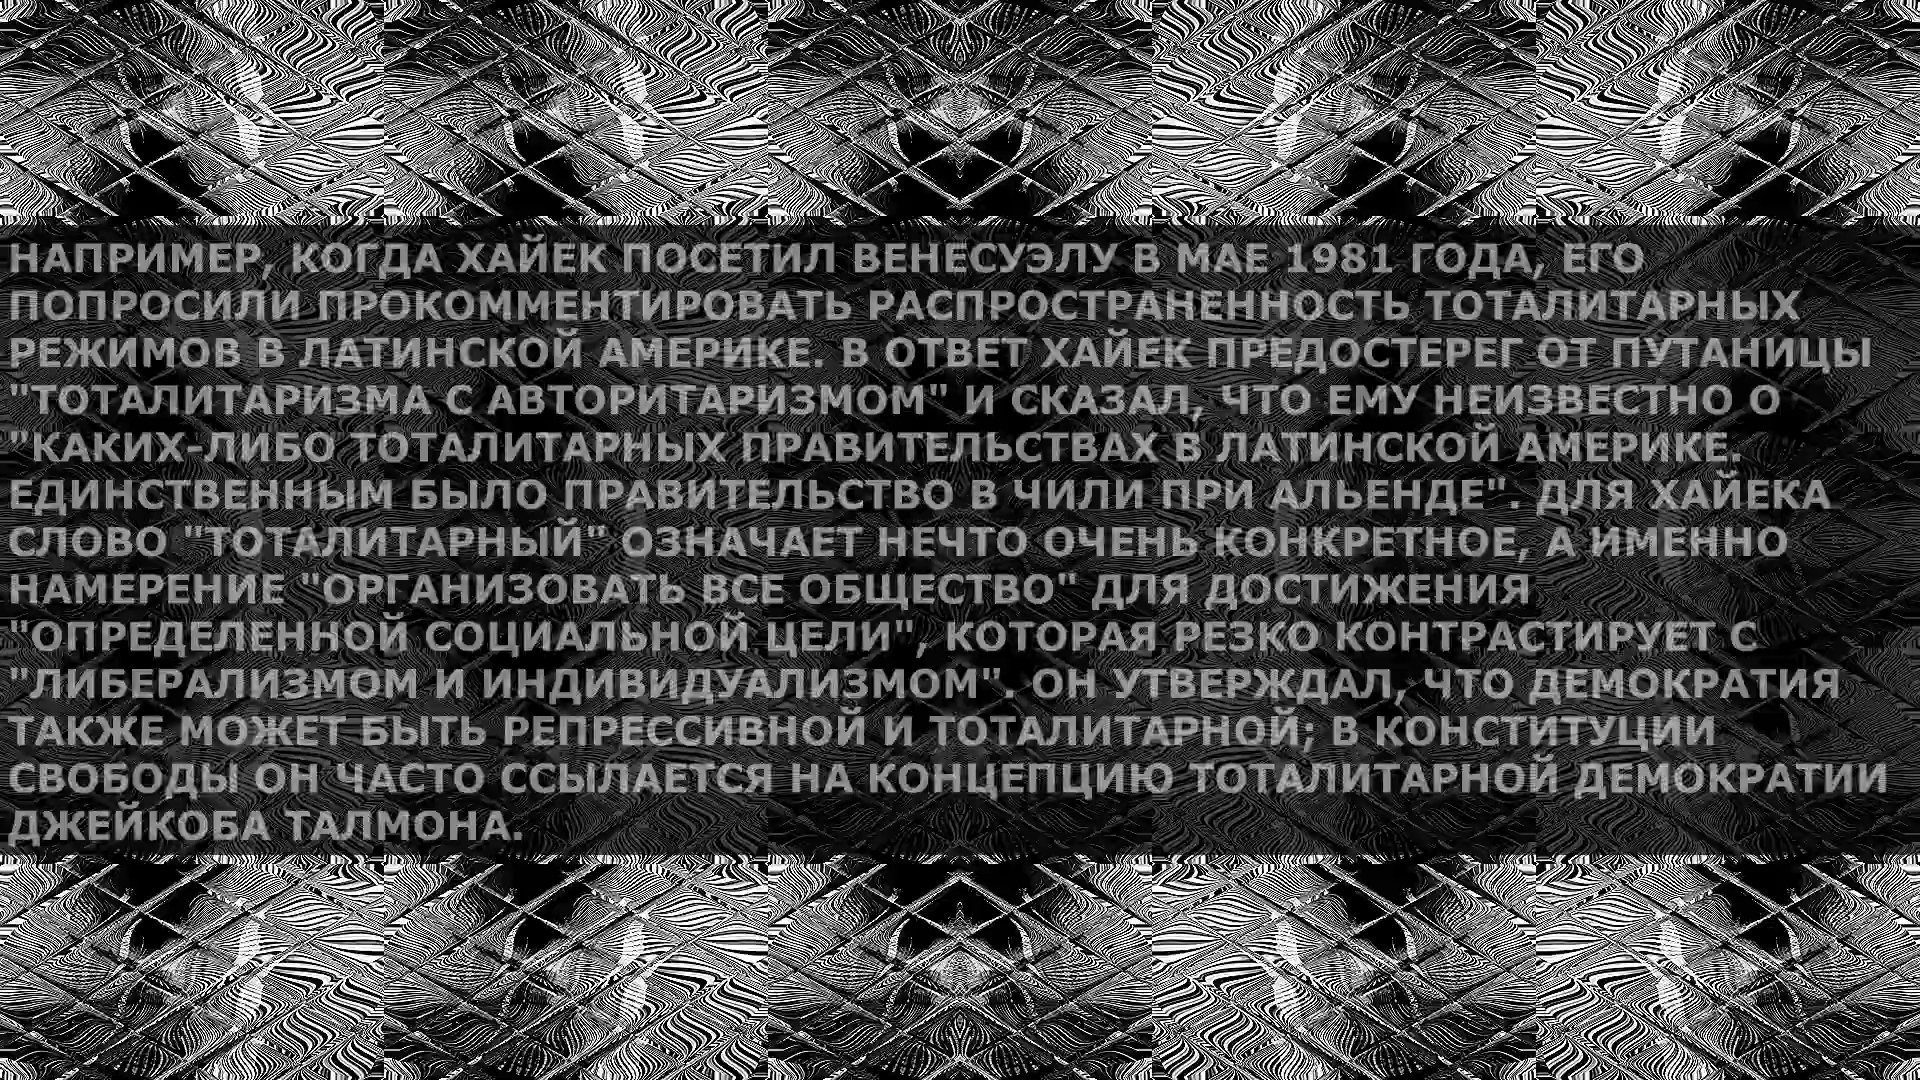 НАПРИМЕР, КОГДА ХАЙЕК ПОСЕТИЛ ВЕНЕСУЭЛУ В МАЕ 1981 ГОДА, ЕГО
ПОПРОСИЛИ ПРОКОММЕНТИРОВАТЬ РАСПРОСТРАНЕННОСТЬ ТОТАЛИТАРНЫХ
РЕЖИМОВ В ЛАТИНСКОЙ АМЕРИКЕ. В ОТВЕТ ХАЙЕК ПРЕДОСТЕРЕГ ОТ ПУТАНИЦЫ
"ТОТАЛИТАРИЗМА С АВТОРИТАРИЗМОМ" И СКАЗАЛ, ЧТО ЕМУ НЕИЗВЕСТНО О
"КАКИХ-ЛИБО ТОТАЛИТАРНЫХ ПРАВИТЕЛЬСТВАХ В ЛАТИНСКОЙ АМЕРИКЕ.
ЕДИНСТВЕННЫМ БЫЛО ПРАВИТЕЛЬСТВО В ЧИЛИ ПРИ АЛЬЕНДЕ". ДЛЯ ХАЙЕКА
СЛОВО "ТОТАЛИТАРНЫЙ" ОЗНАЧАЕТ НЕЧТО ОЧЕНЬ КОНКРЕТНОЕ, А ИМЕННО
НАМЕРЕНИЕ "ОРГАНИЗОВАТЬ ВСЕ ОБЩЕСТВО" ДЛЯ ДОСТИЖЕНИЯ
"ОПРЕДЕЛЕННОЙ СОЦИАЛЬНОЙ ЦЕЛИ", КОТОРАЯ РЕЗКО КОНТРАСТИРУЕТ С
"ЛИБЕРАЛИЗМОМ И ИНДИВИДУАЛИЗМОМ". ОН УТВЕРЖДАЛ, ЧТО ДЕМОКРАТИЯ
ТАКЖЕ МОЖЕТ БЫТЬ РЕПРЕССИВНОЙ И ТОТАЛИТАРНОЙ; В КОНСТИТУЦИИ
СВОБОДЫ ОН ЧАСТО ССЫЛАЕТСЯ НА КОНЦЕПЦИЮ ТОТАЛИТАРНОЙ ДЕМОКРАТИИ
ДЖЕЙКОБА ТАЛМОНА.